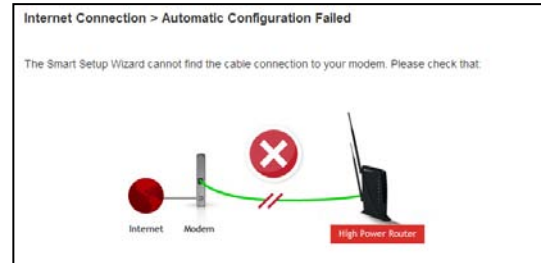 Internet Connection > Automatic Configuration Failed
The Smart Setup Wizard cannot find the cable connection to your modem. Please check that:
Internet
Modem
High Power Router